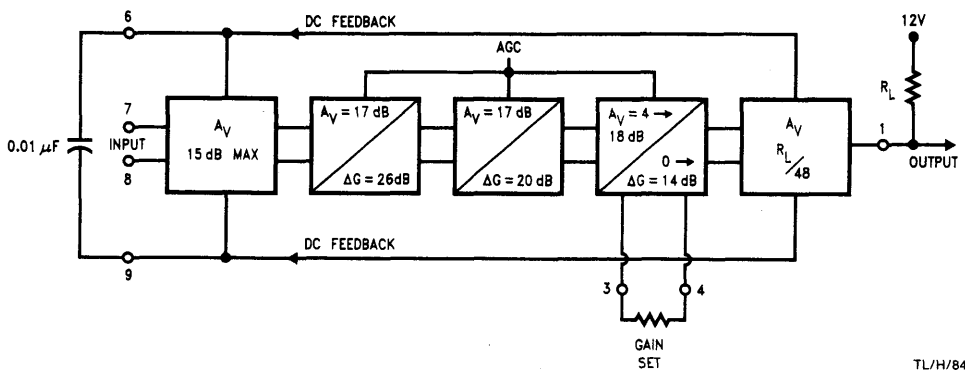 6
DC FEEDBACK
12V
AGC
R_L
7
INPUT
8
0.01 µF
A_V
15 dB MAX
A_V = 17 dB
ΔG = 26dB
A_V = 17 dB
ΔG = 20 dB
A_V = 4 →
18 dB
0 →
ΔG = 14 dB
A_V
R_L/48
1
OUTPUT
9
DC FEEDBACK
3
4
GAIN
SET
TL/H/84